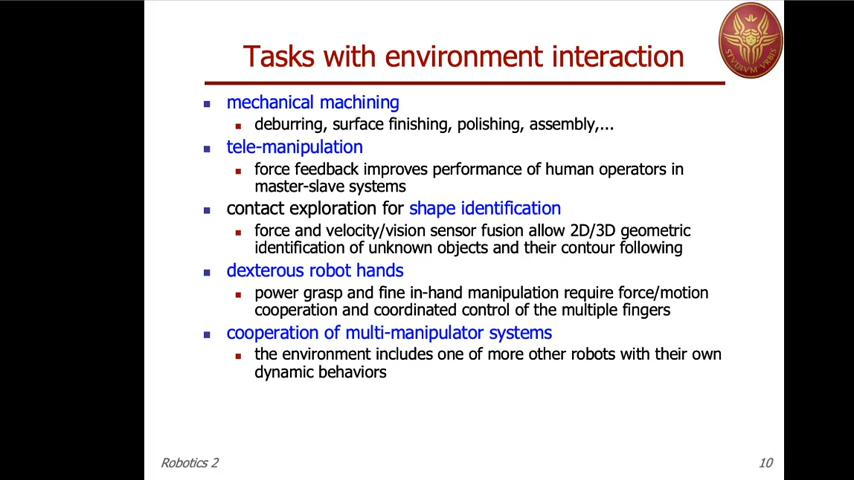 Tasks with environment interaction
STVDIVM VRBIS
mechanical machining
deburring, surface finishing, polishing, assembly,...
tele-manipulation
force feedback improves performance of human operators in
master-slave systems
contact exploration for shape identification
force and velocity/vision sensor fusion allow 2D/3D geometric
identification of unknown objects and their contour following
dexterous robot hands
power grasp and fine in-hand manipulation require force/motion
cooperation and coordinated control of the multiple fingers
cooperation of multi-manipulator systems
the environment includes one of more other robots with their own
dynamic behaviors
Robotics 2
10